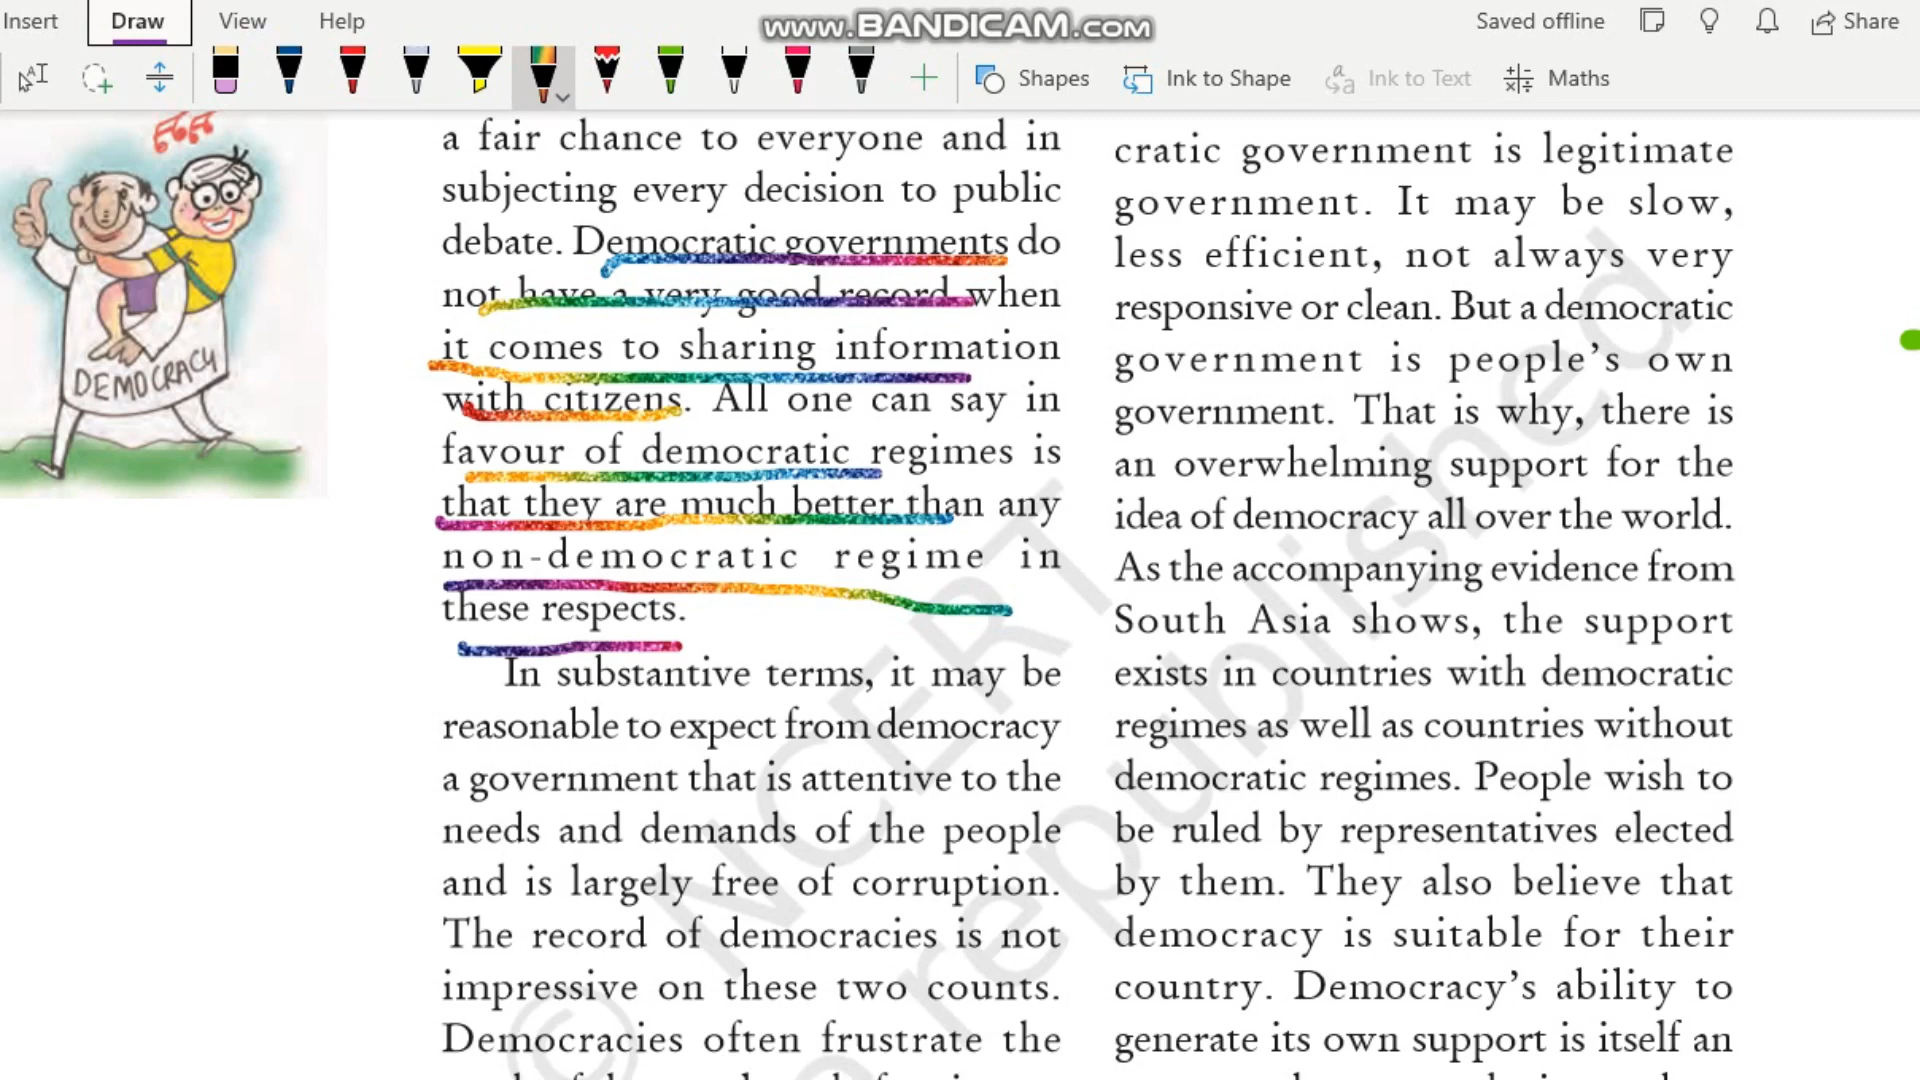 Insert Draw View Help
www.BANDICAM.com
Saved offline
Share
Shapes
Ink to Shape
Ink to Text
Maths
DEMOCRACY
a fair chance to everyone and in
subjecting every decision to public
debate. Democratic governments do
not have a very good record when
it comes to sharing information
with citizens. All one can say in
favour of democratic regimes is
that they are much better than any
non-democratic regime in
these respects.
In substantive terms, it may be
reasonable to expect from democracy
a government that is attentive to the
needs and demands of the people
and is largely free of corruption.
The record of democracies is not
impressive on these two counts.
Democracies often frustrate the
cratic government is legitimate
government. It may be slow,
less efficient, not always very
responsive or clean. But a democratic
government is people’s own
government. That is why, there is
an overwhelming support for the
idea of democracy all over the world.
As the accompanying evidence from
South Asia shows, the support
exists in countries with democratic
regimes as well as countries without
democratic regimes. People wish to
be ruled by representatives elected
by them. They also believe that
democracy is suitable for their
country. Democracy’s ability to
generate its own support is itself an
© NCERT
republished